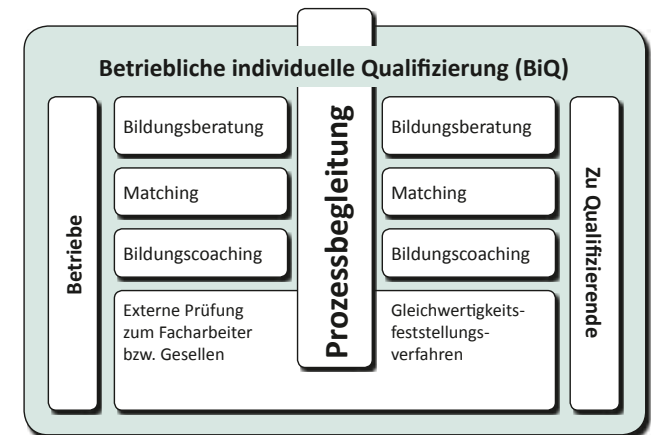 Betriebliche individuelle Qualifizierung (BiQ)
Betriebe
Bildungsberatung
Matching
Bildungscoaching
Externe Prüfung
zum Facharbeiter
bzw. Gesellen
Prozessbegleitung
Bildungsberatung
Matching
Bildungscoaching
Gleichwertigkeits-
feststellungs-
verfahren
Zu Qualifizierende